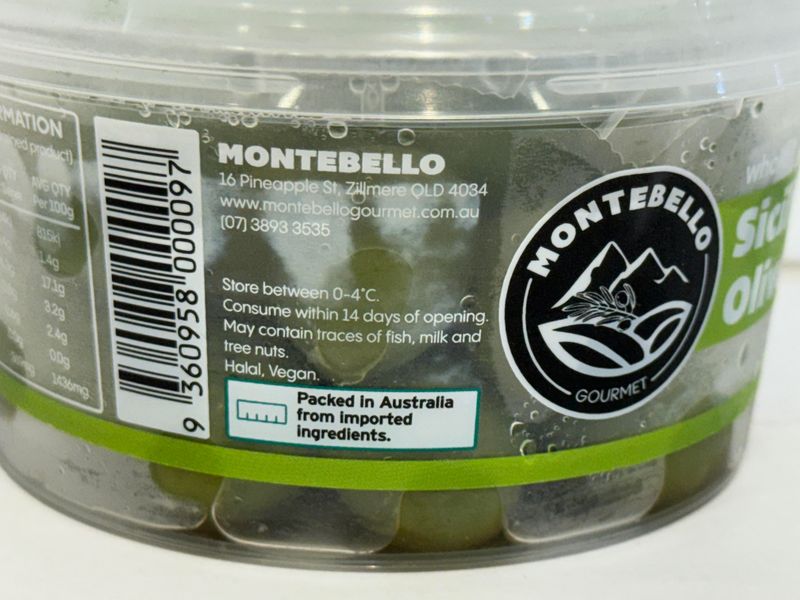 RMATION
AVG QTY
Per 100g
815kj
1.4g
17.1g
3.2g
2.4g
0.0g
1436mg
9 360958 000097
MONTEBELLO
16 Pineapple St, Zillmere QLD 4034
www.montebellogourmet.com.au
(07) 3893 3535
Store between 0-4°C.
Consume within 14 days of opening.
May contain traces of fish, milk and
tree nuts.
Halal, Vegan.
Packed in Australia
from imported
ingredients.
MONTEBELLO
GOURMET
who
Sici
Oliv